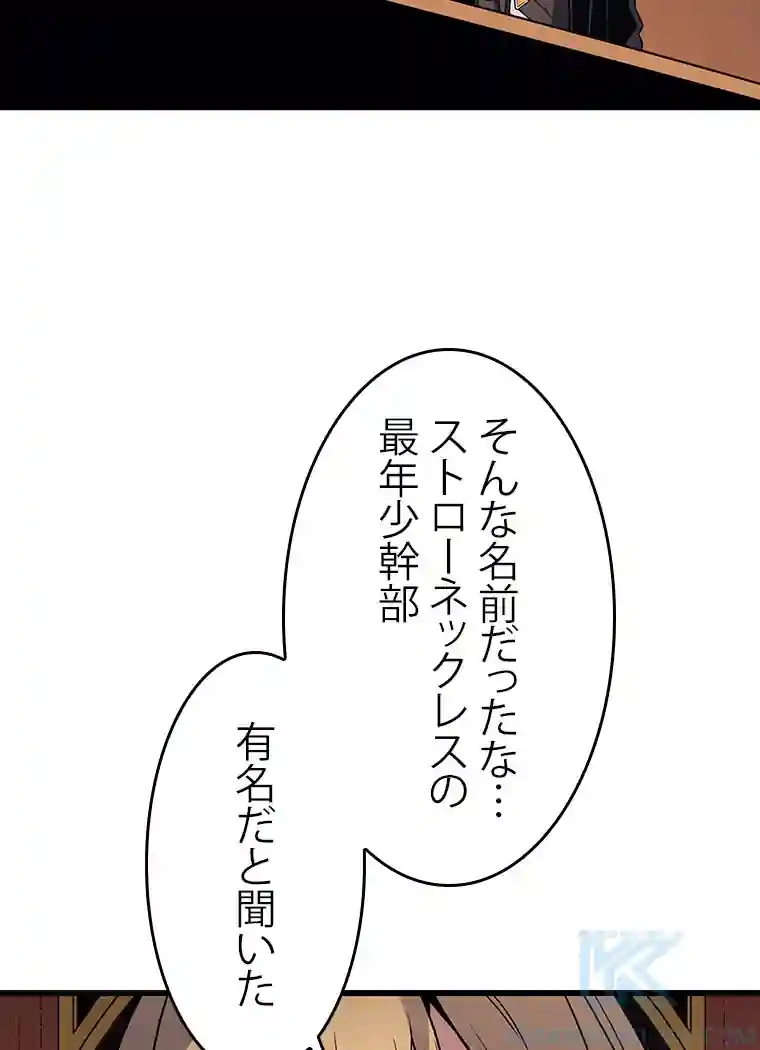 そんな名前だったな…
ストローネックレスの
最年少幹部
有名だと聞いた